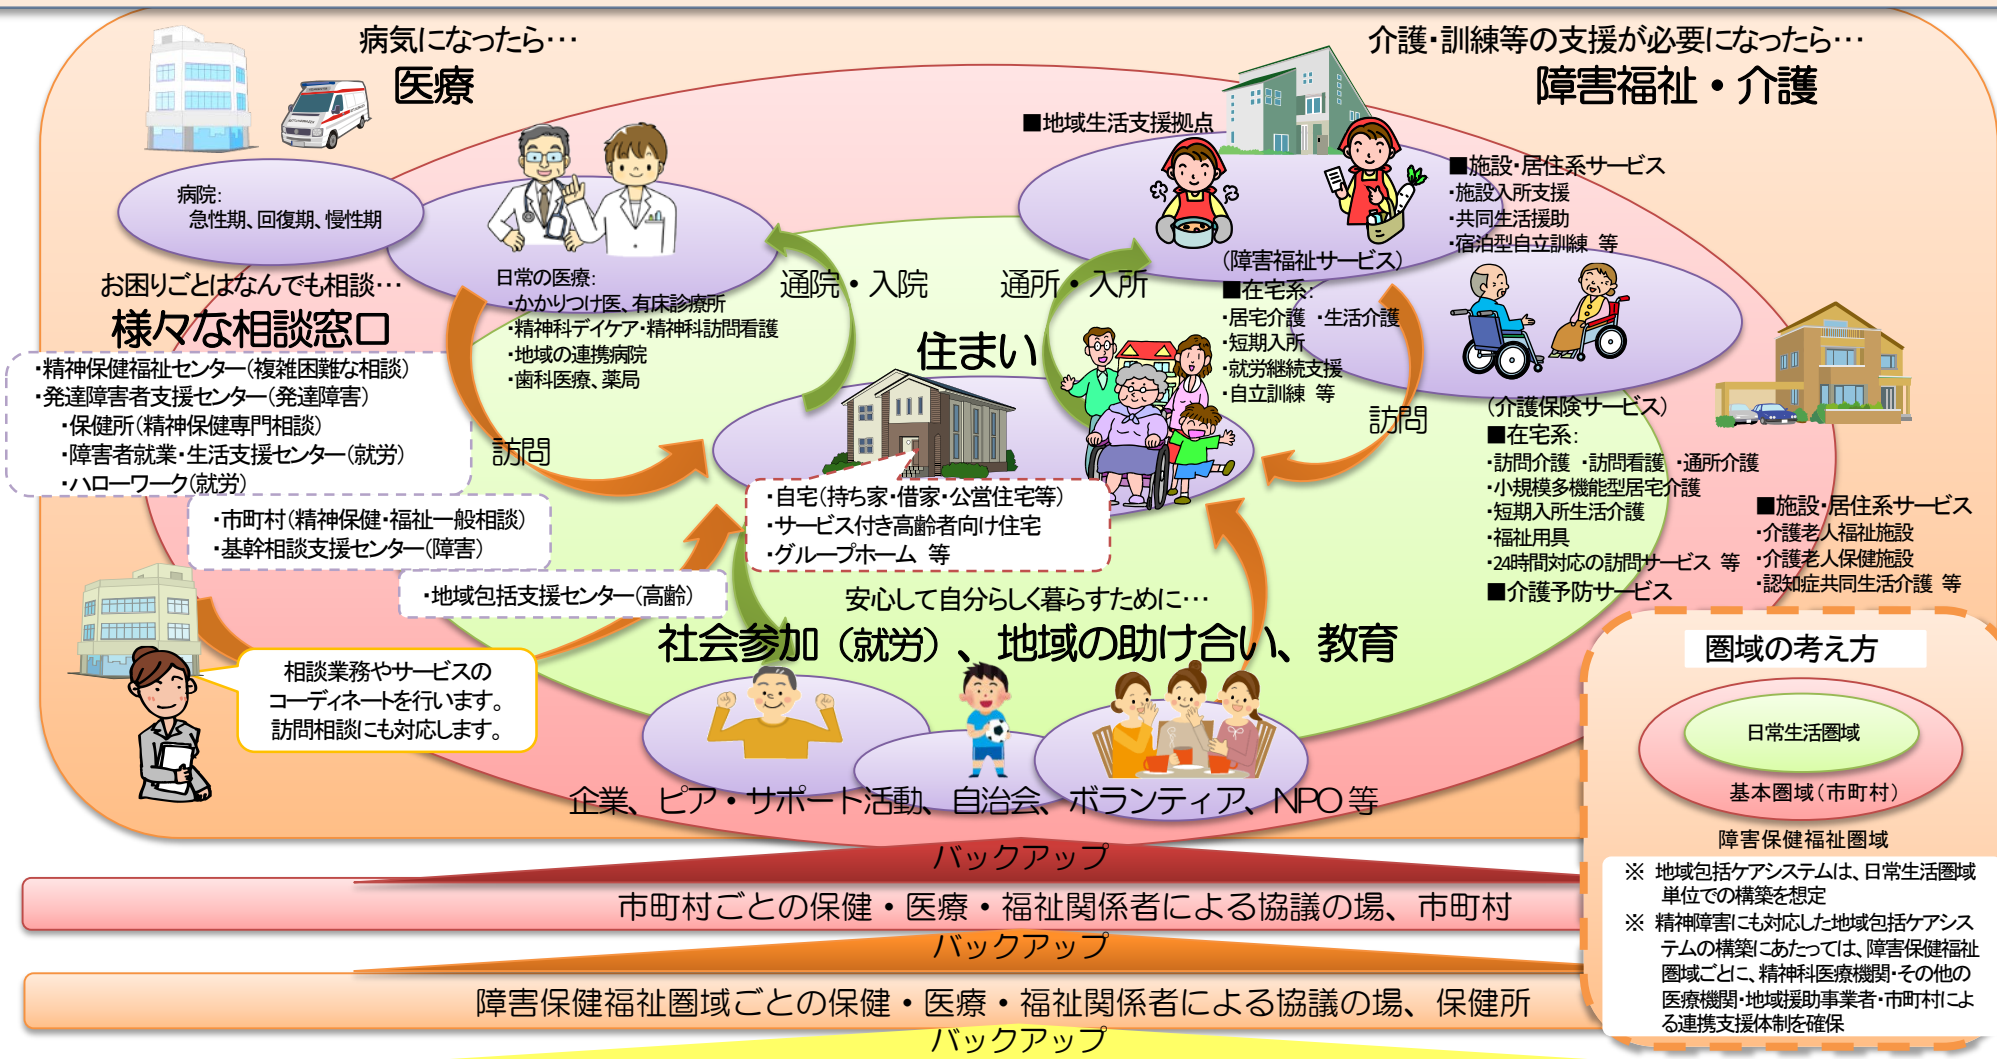 病気になったら…
医療
介護・訓練等の支援が必要になったら…
障害福祉・介護
病院:
急性期、回復期、慢性期
日常の医療:
・かかりつけ医、有床診療所
・精神科デイケア・精神科訪問看護
・地域の連携病院
・歯科医療、薬局
■地域生活支援拠点
■施設・居住系サービス
・施設入所支援
・共同生活援助
・宿泊型自立訓練 等
(障害福祉サービス)
■在宅系:
・居宅介護 ・生活介護
・短期入所
・就労継続支援
・自立訓練 等
通院・入院
通所・入所
住まい
訪問
訪問
お困りごとはなんでも相談…
様々な相談窓口
・精神保健福祉センター(複雑困難な相談)
・発達障害者支援センター(発達障害)
・保健所(精神保健専門相談)
・障害者就業・生活支援センター(就労)
・ハローワーク(就労)
・市町村(精神保健・福祉一般相談)
・基幹相談支援センター(障害)
・地域包括支援センター(高齢)
・自宅(持ち家・借家・公営住宅等)
・サービス付き高齢者向け住宅
・グループホーム 等
(介護保険サービス)
■在宅系:
・訪問介護 ・訪問看護 ・通所介護
・小規模多機能型居宅介護
・短期入所生活介護
・福祉用具
・24時間対応の訪問サービス 等
■介護予防サービス
■施設・居住系サービス
・介護老人福祉施設
・介護老人保健施設
・認知症共同生活介護 等
安心して自分らしく暮らすために…
社会参加(就労)、地域の助け合い、教育
相談業務やサービスの
コーディネートを行います。
訪問相談にも対応します。
企業、ピア・サポート活動、自治会、ボランティア、NPO等
圏域の考え方
日常生活圏域
基本圏域(市町村)
障害保健福祉圏域
※ 地域包括ケアシステムは、日常生活圏域
単位での構築を想定
※ 精神障害にも対応した地域包括ケアシス
テムの構築にあたっては、障害保健福祉
圏域ごとに、精神科医療機関・その他の
医療機関・地域援助事業者・市町村によ
る連携支援体制を確保
バックアップ
市町村ごとの保健・医療・福祉関係者による協議の場、市町村
バックアップ
障害保健福祉圏域ごとの保健・医療・福祉関係者による協議の場、保健所
バックアップ